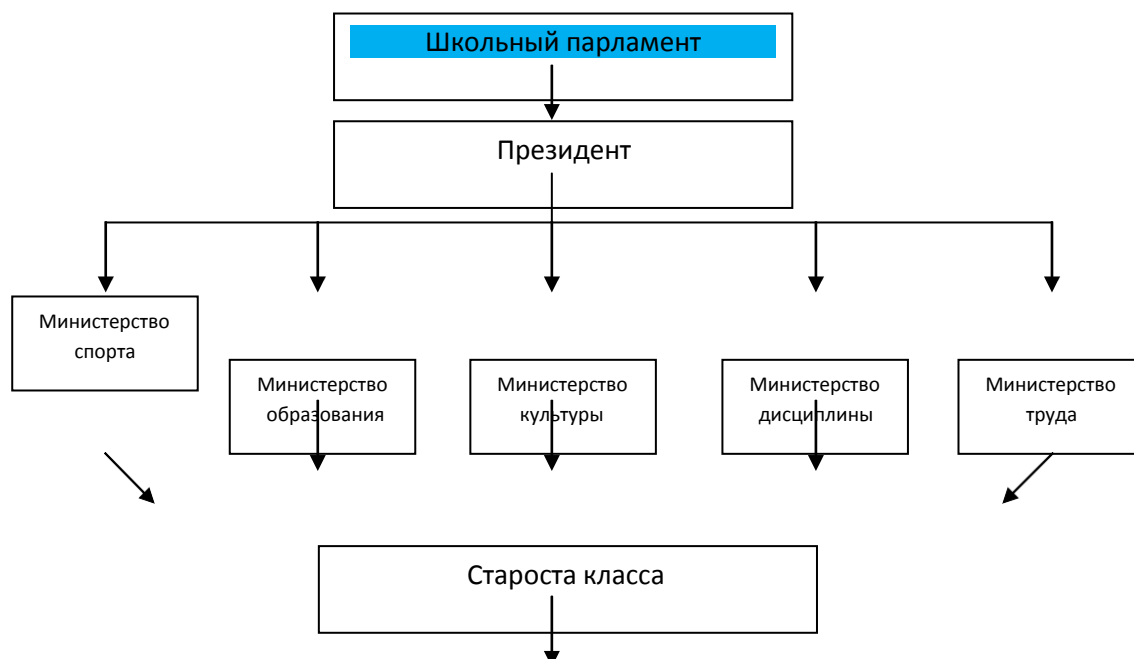 Школьный парламент
Президент
Министерство
спорта
Министерство
образования
Министерство
культуры
Министерство
дисциплины
Министерство
труда
Староста класса